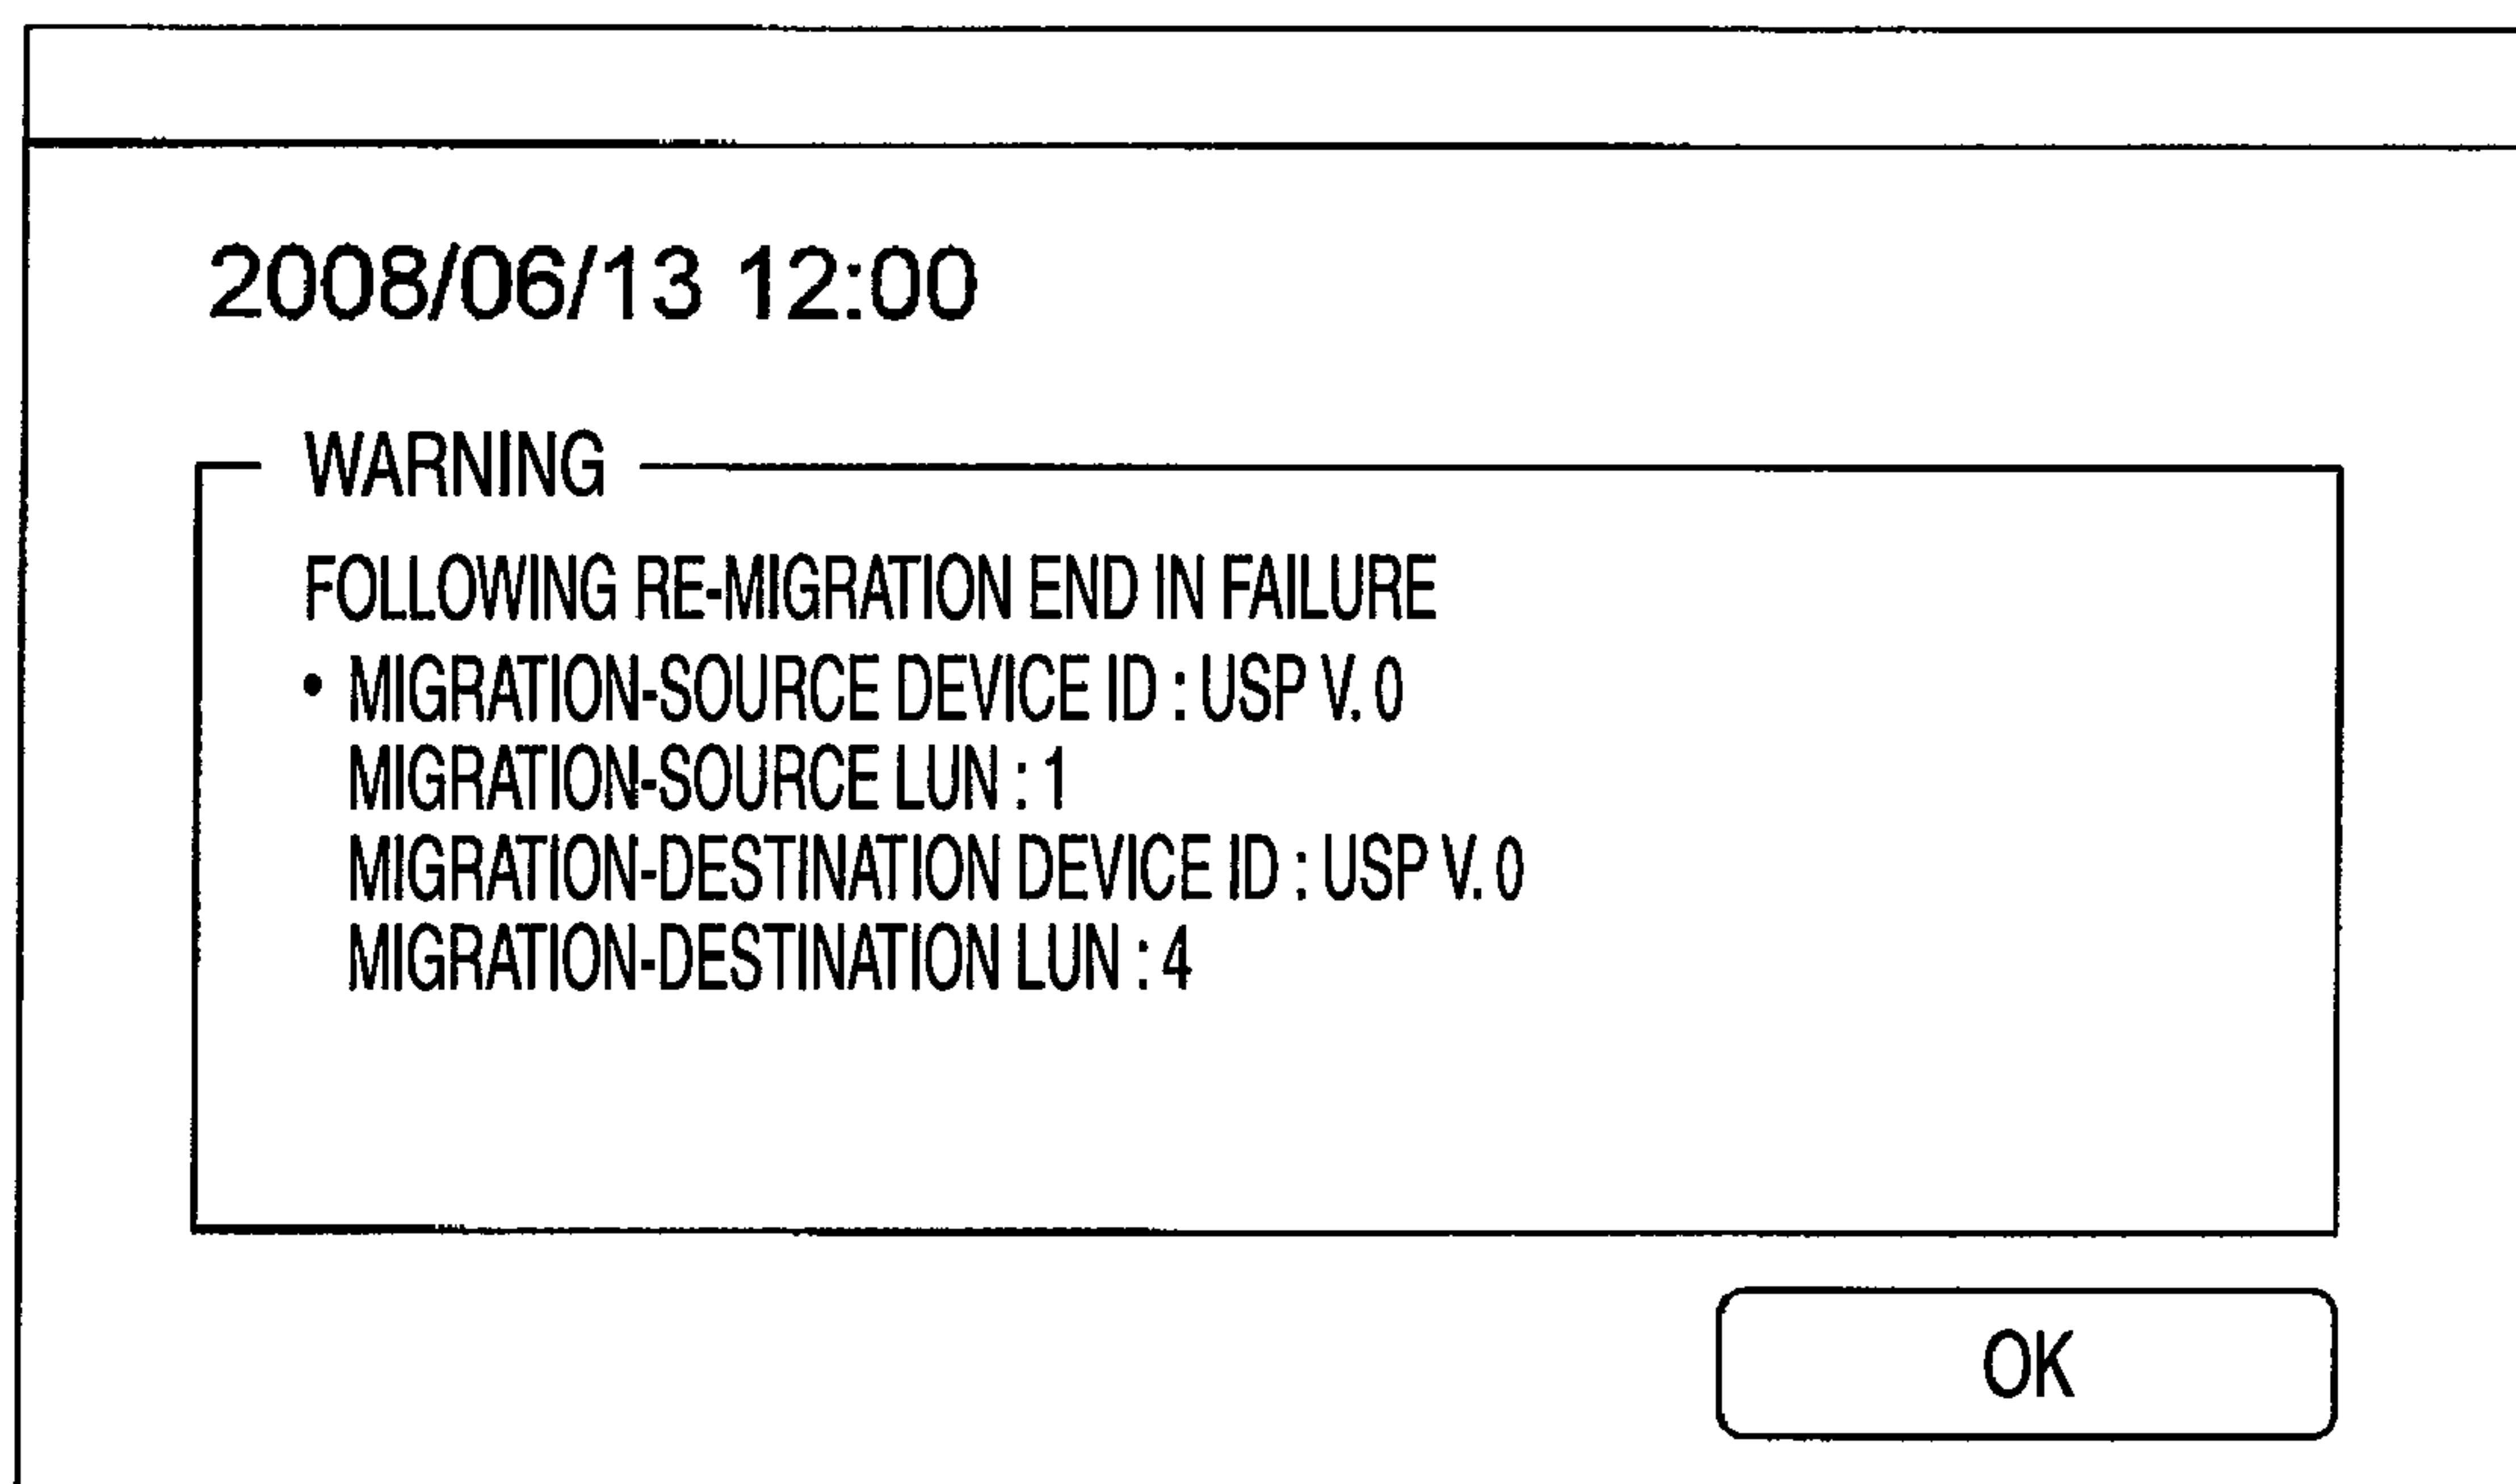 2008/06/13 12:00
WARNING
FOLLOWING RE-MIGRATION END IN FAILURE
• MIGRATION-SOURCE DEVICE ID : USP V. 0
MIGRATION-SOURCE LUN : 1
MIGRATION-DESTINATION DEVICE ID : USP V. 0
MIGRATION-DESTINATION LUN : 4
OK